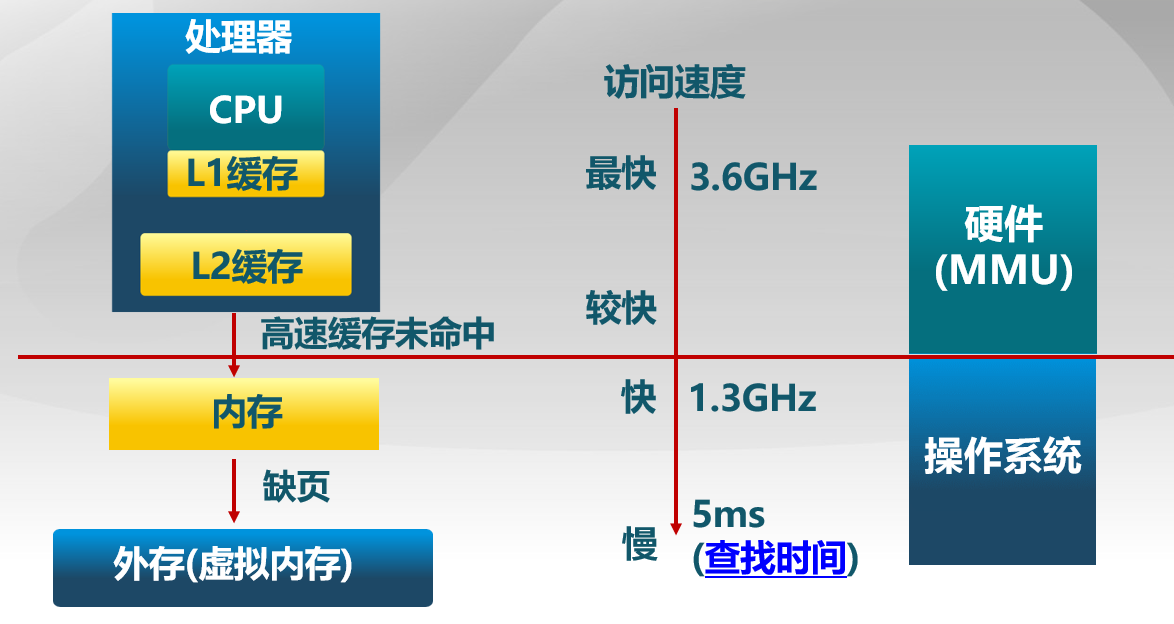 处理器
CPU
L1缓存
L2缓存
高速缓存未命中
内存
缺页
外存(虚拟内存)
访问速度
最快
3.6GHz
较快
快
1.3GHz
慢
5ms
(查找时间)
硬件
(MMU)
操作系统